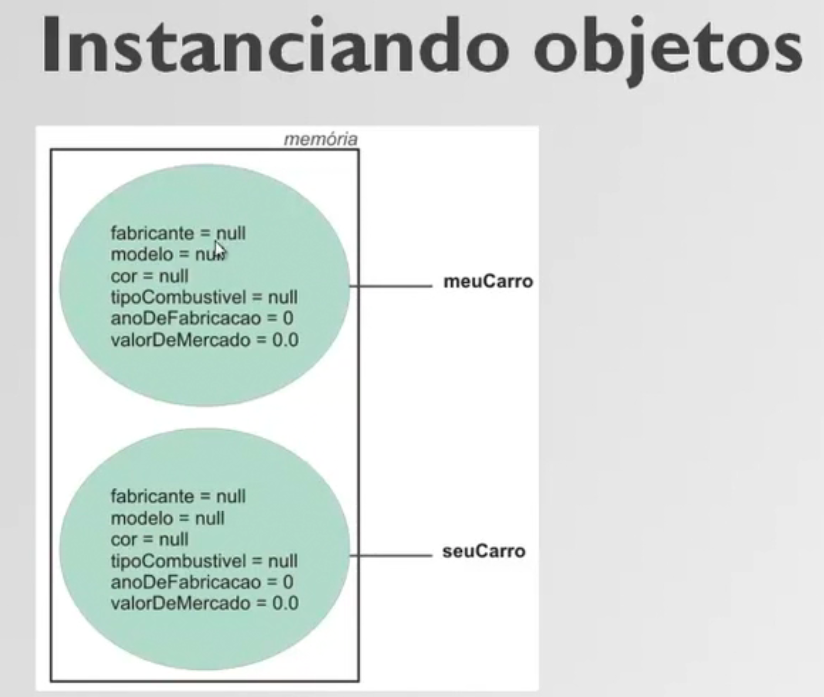 Instanciando objetos
memória
fabricante = null
modelo = null
cor = null
tipoCombustivel = null
anoDeFabricacao = 0
valorDeMercado = 0.0
meuCarro
fabricante = null
modelo = null
cor = null
tipoCombustivel = null
anoDeFabricacao = 0
valorDeMercado = 0.0
seuCarro